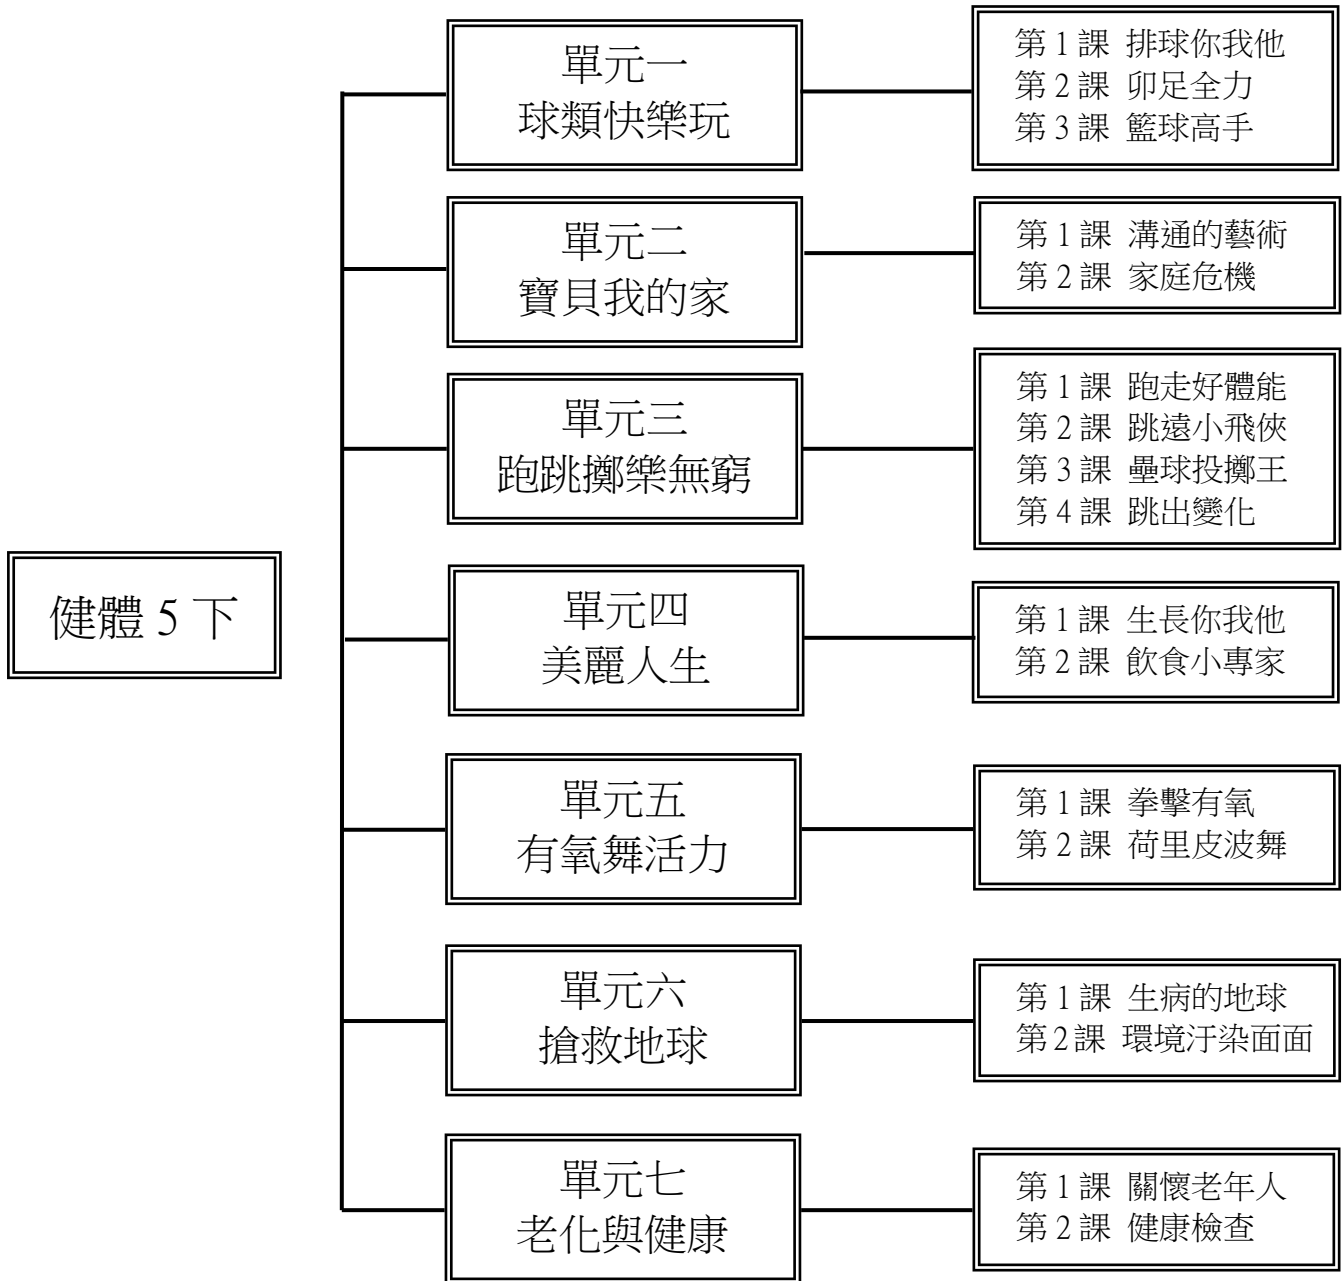 健體 5 下
單元一
球類快樂玩
第 1 課 排球你我他
第 2 課 卯足全力
第 3 課 籃球高手
單元二
寶貝我的家
第 1 課 溝通的藝術
第 2 課 家庭危機
單元三
跑跳擲樂無窮
第 1 課 跑走好體能
第 2 課 跳遠小飛俠
第 3 課 壘球投擲王
第 4 課 跳出變化
單元四
美麗人生
第 1 課 生長你我他
第 2 課 飲食小專家
單元五
有氧舞活力
第 1 課 拳擊有氧
第 2 課 荷里皮波舞
單元六
搶救地球
第 1 課 生病的地球
第 2 課 環境汙染面面
單元七
老化與健康
第 1 課 關懷老年人
第 2 課 健康檢查